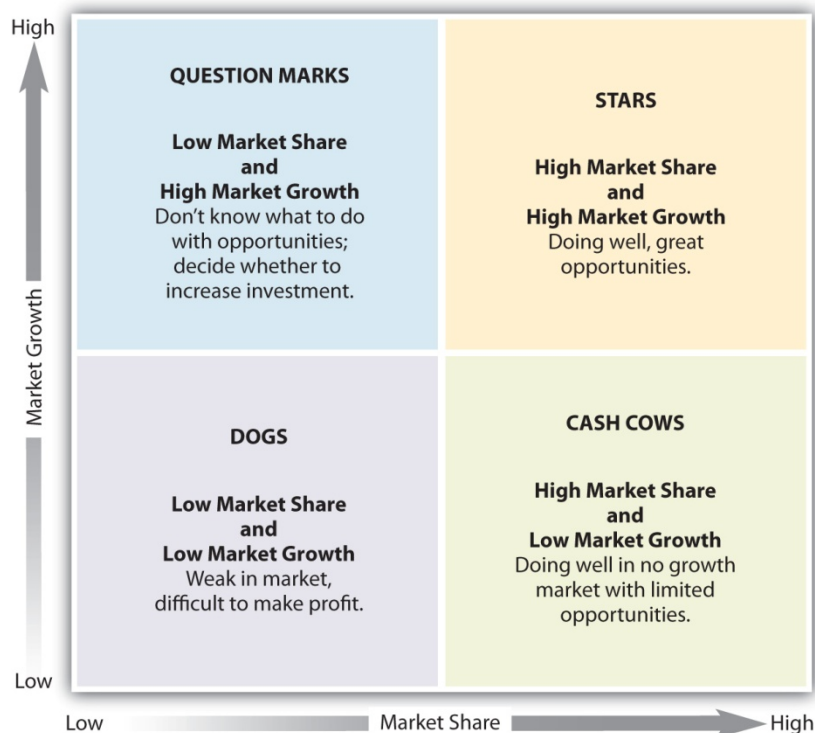 High
QUESTION MARKS
Low Market Share
and
High Market Growth
Don't know what to do
with opportunities;
decide whether to
increase investment.
STARS
High Market Share
and
High Market Growth
Doing well, great
opportunities.
Market Growth
DOGS
Low Market Share
and
Low Market Growth
Weak in market,
difficult to make profit.
CASH COWS
High Market Share
and
Low Market Growth
Doing well in no growth
market with limited
opportunities.
Low
Low
Market Share
High